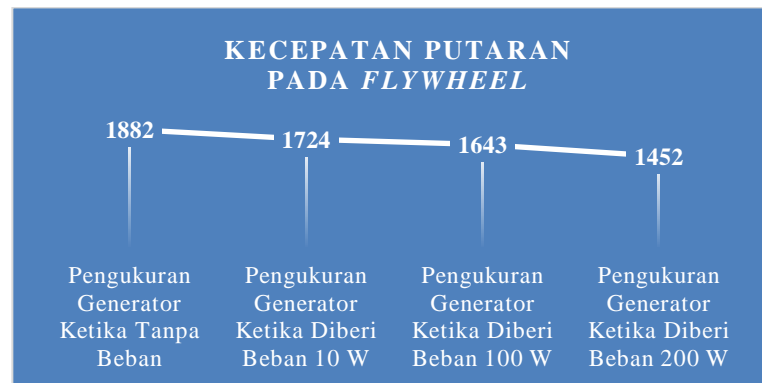 KECEPATAN PUTARAN
PADA FLYWHEEL
1882
1724
1643
1452
Pengukuran
Generator
Ketika Tanpa
Beban
Pengukuran
Generator
Ketika Diberi
Beban 10 W
Pengukuran
Generator
Ketika Diberi
Beban 100 W
Pengukuran
Generator
Ketika Diberi
Beban 200 W